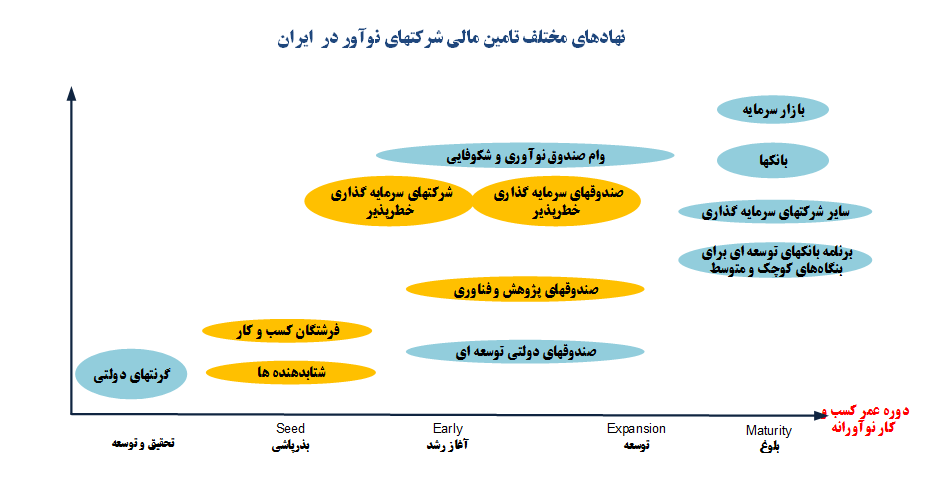 نهادهای مختلف تامین مالی شرکتهای نوآور در ایران
بازار سرمایه
وام صندوق نوآوری و شکوفایی
بانکها
صندوقهای سرمایه گذاری
خطرپذیر
شرکتهای سرمایه گذاری
خطرپذیر
سایر شرکتهای سرمایه گذاری
برنامه بانکهای توسعه ای برای
بنگاه‌های کوچک و متوسط
صندوقهای پژوهش و فناوری
فرشتگان کسب و کار
صندوقهای دولتی توسعه ای
شتابدهنده ها
گرنتهای دولتی
دوره عمر کسب و
کار نوآورانه
Seed
Early
Expansion
Maturity
تحقیق و توسعه
بذرپاشی
آغاز رشد
توسعه
بلوغ